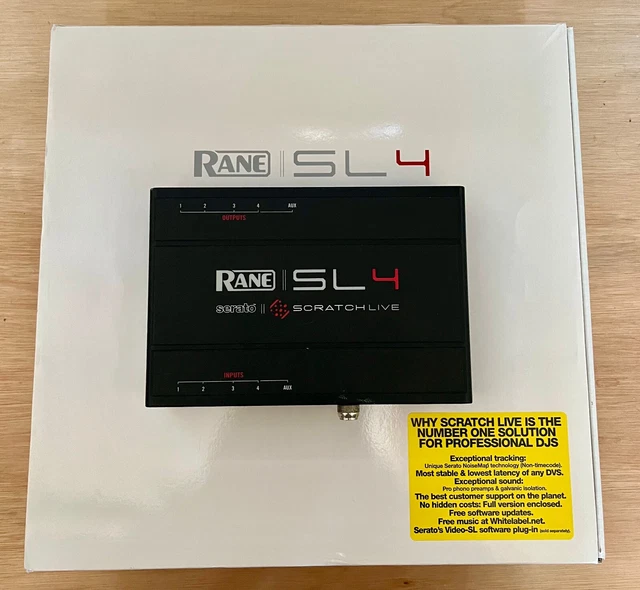 RANE SL4
1 2 3 4 AUX
OUTPUTS
RANE SL4
serato SCRATCH LIVE
INPUTS
1 2 3 4 AUX
WHY SCRATCH LIVE IS THE
NUMBER ONE SOLUTION
FOR PROFESSIONAL DJS
Exceptional tracking:
Unique Serato NoiseMap technology (Non-timecode).
Most stable & lowest latency of any DVS.
Exceptional sound:
Pro phono preamps & galvanic isolation.
The best customer support on the planet.
No hidden costs: Full version enclosed.
Free software updates.
Free music at Whitelabel.net.
Serato's Video-SL software plug-in (sold separately).